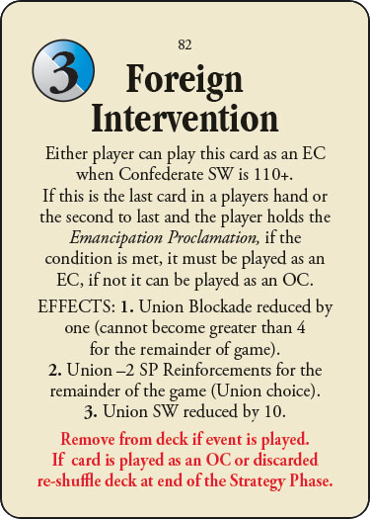 82
3
Foreign
Intervention
Either player can play this card as an EC
when Confederate SW is 110+.
If this is the last card in a players hand or
the second to last and the player holds the
Emancipation Proclamation, if the
condition is met, it must be played as an
EC, if not it can be played as an OC.
EFFECTS: 1. Union Blockade reduced by
one (cannot become greater than 4
for the remainder of game).
2. Union –2 SP Reinforcements for the
remainder of the game (Union choice).
3. Union SW reduced by 10.
Remove from deck if event is played.
If card is played as an OC or discarded
re-shuffle deck at end of the Strategy Phase.